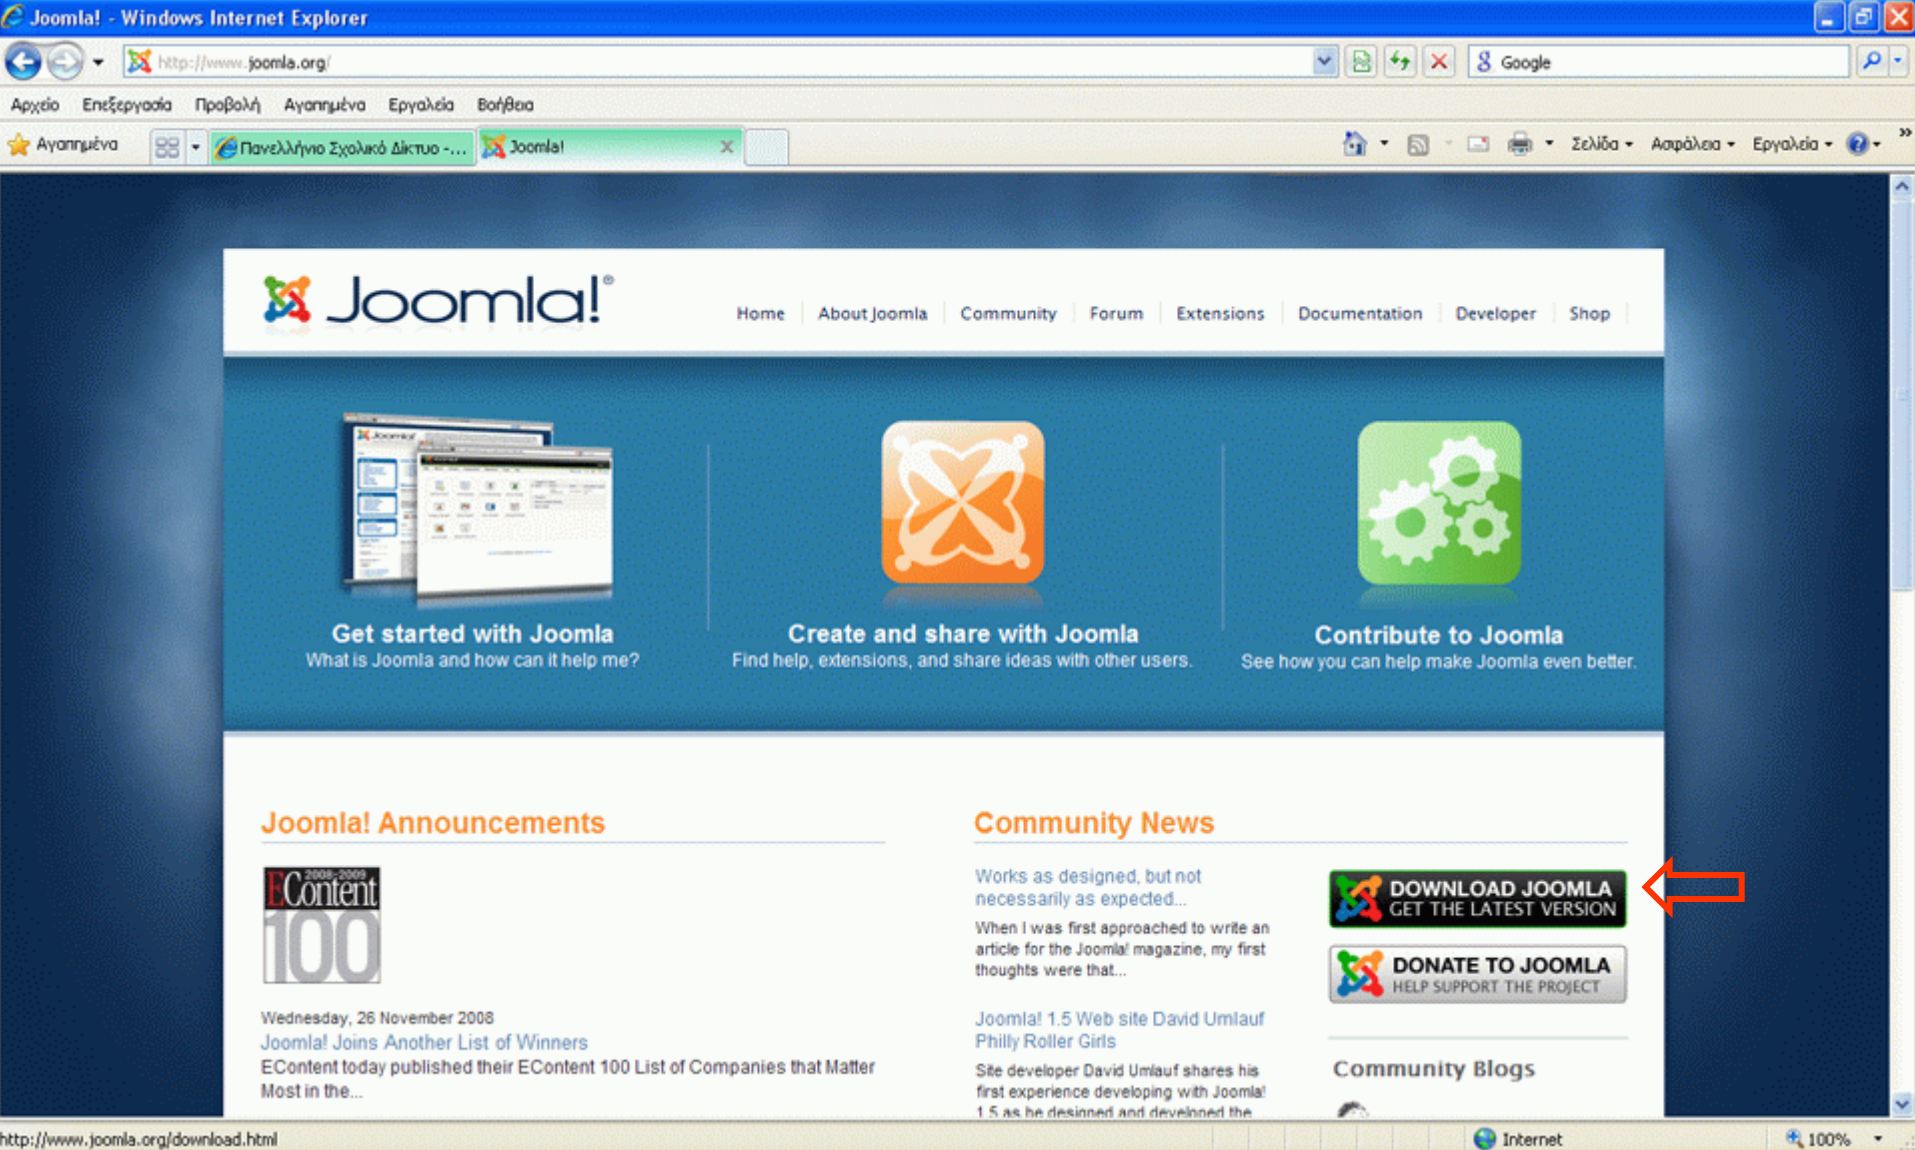 Joomla! - Windows Internet Explorer
http://www.joomla.org/
Google
Αρχείο Επεξεργασία Προβολή Αγαπημένα Εργαλεία Βοήθεια
Αγαπημένα
Πανελλήνιο Σχολικό Δίκτυο -...
Joomla!
Σελίδα
Ασφάλεια
Εργαλεία
Joomla!®
Home
About Joomla
Community
Forum
Extensions
Documentation
Developer
Shop
Get started with Joomla
What is Joomla and how can it help me?
Create and share with Joomla
Find help, extensions, and share ideas with other users.
Contribute to Joomla
See how you can help make Joomla even better.
Joomla! Announcements
2008-2009
EContent
100
Wednesday, 26 November 2008
Joomla! Joins Another List of Winners
EContent today published their EContent 100 List of Companies that Matter
Most in the...
Community News
Works as designed, but not
necessarily as expected...
When I was first approached to write an
article for the Joomla! magazine, my first
thoughts were that...
Joomla! 1.5 Web site David Umlauf
Philly Roller Girls
Site developer David Umlauf shares his
first experience developing with Joomla!
1.5 as he designed and developed the
DOWNLOAD JOOMLA
GET THE LATEST VERSION
DONATE TO JOOMLA
HELP SUPPORT THE PROJECT
Community Blogs
http://www.joomla.org/download.html
Internet
100%